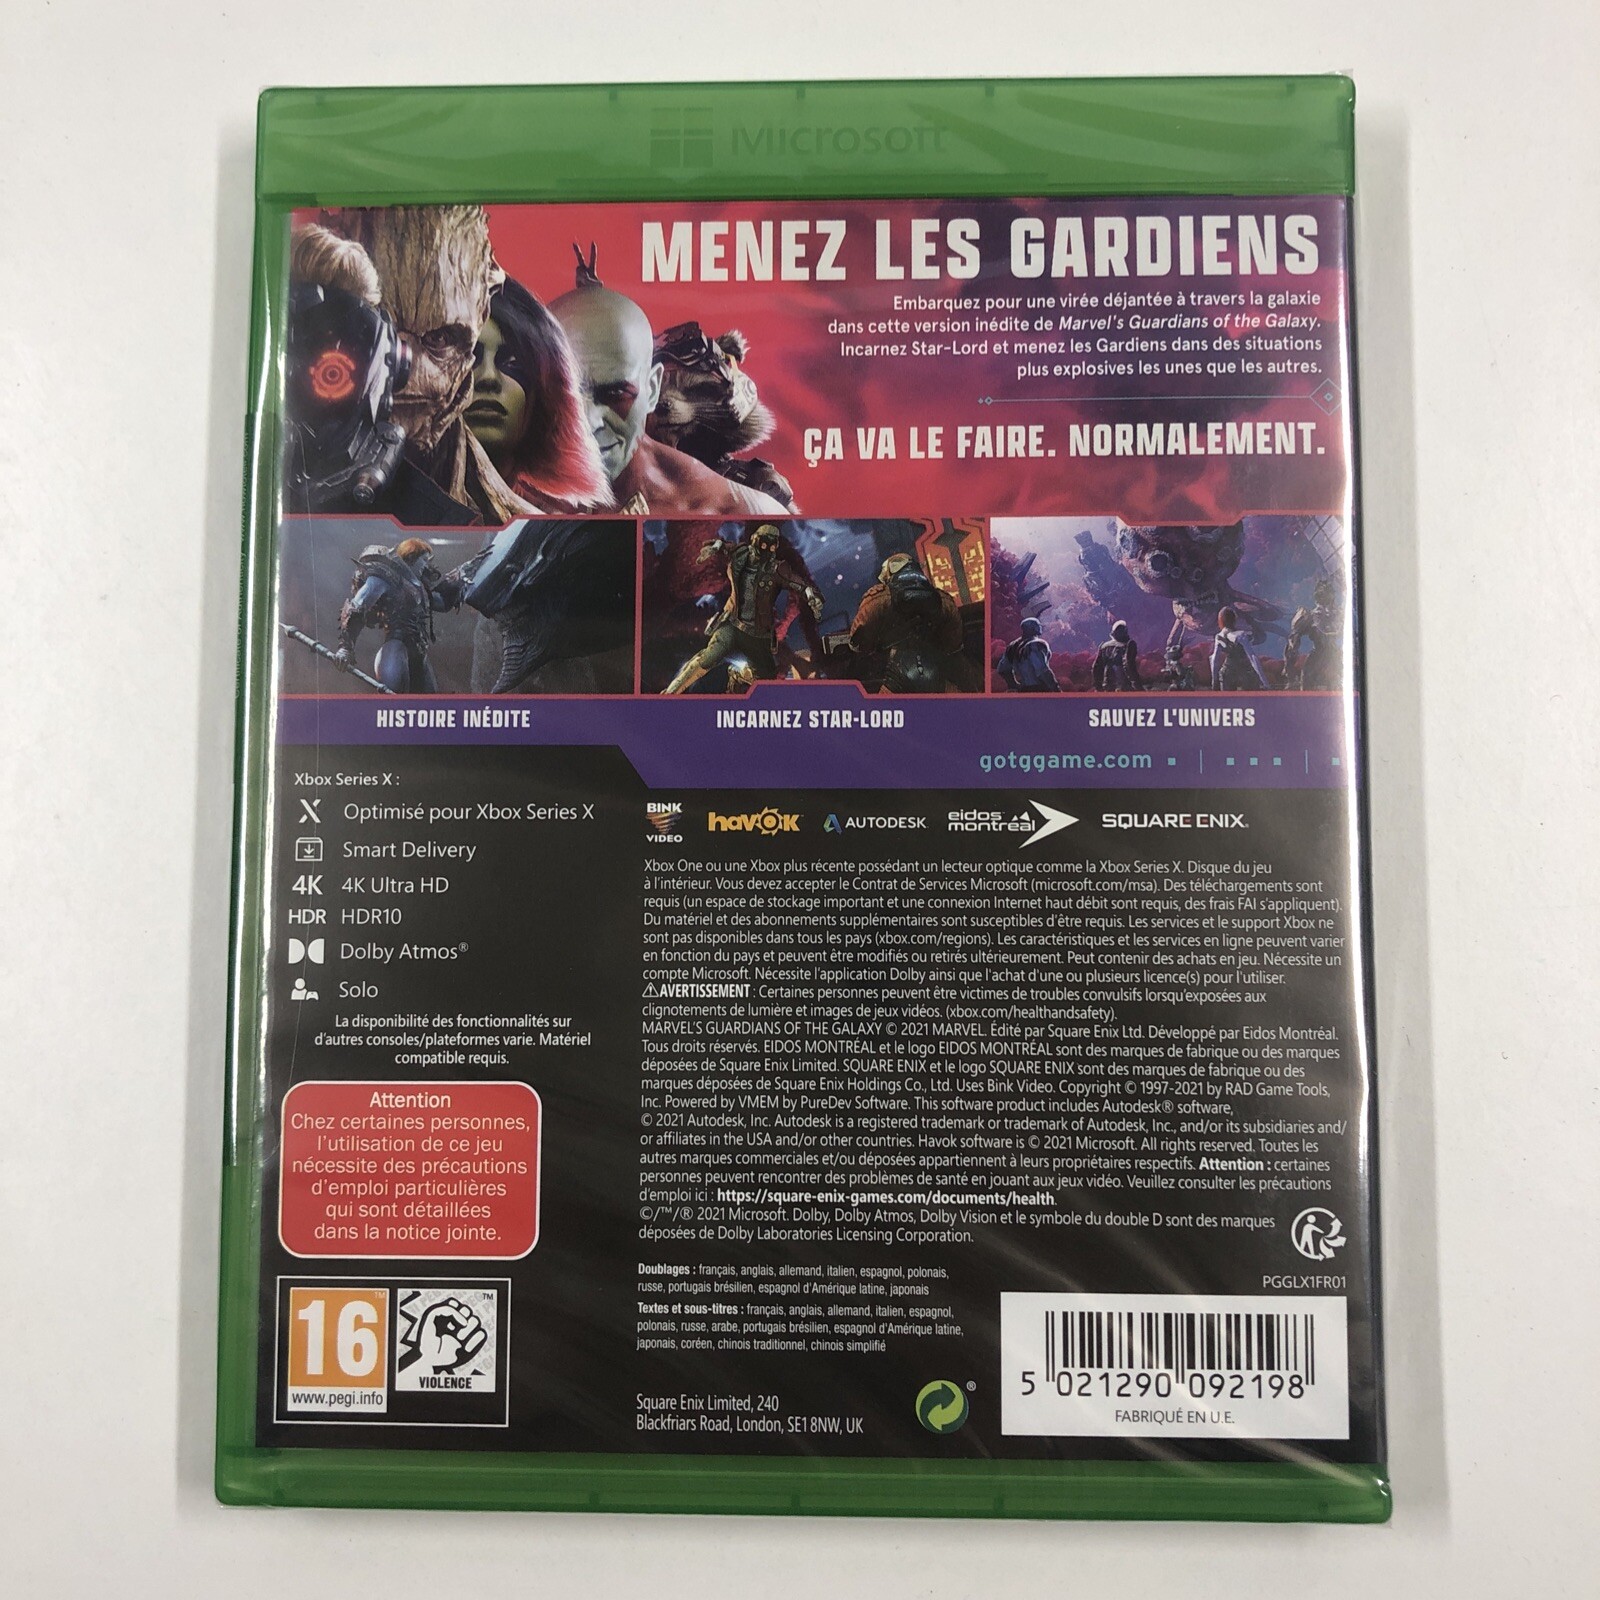 Microsoft
MENEZ LES GARDIENS
Embarquez pour une virée déjantée à travers la galaxie
dans cette version inédite de Marvel's Guardians of the Galaxy.
Incarnez Star-Lord et menez les Gardiens dans des situations
plus explosives les unes que les autres.
ÇA VA LE FAIRE. NORMALEMENT.
HISTOIRE INÉDITE
INCARNEZ STAR-LORD
SAUVEZ L'UNIVERS
gotggame.com
Xbox Series X :
Optimisé pour Xbox Series X
Smart Delivery
4K 4K Ultra HD
HDR HDR10
Dolby Atmos®
Solo
La disponibilité des fonctionnalités sur
d'autres consoles/plateformes varie. Matériel
compatible requis.
Attention
Chez certaines personnes,
l'utilisation de ce jeu
nécessite des précautions
d'emploi particulières
qui sont détaillées
dans la notice jointe.
16
www.pegi.info
VIOLENCE
BINK
VIDEO
havok
AUTODESK
eidos
montréal
SQUARE ENIX.
Xbox One ou une Xbox plus récente possédant un lecteur optique comme la Xbox Series X. Disque du jeu
à l'intérieur. Vous devez accepter le Contrat de Services Microsoft (microsoft.com/msa). Des téléchargements sont
requis (un espace de stockage important et une connexion Internet haut débit sont requis, des frais FAI s'appliquent).
Du matériel et des abonnements supplémentaires sont susceptibles d'être requis. Les services et le support Xbox ne
sont pas disponibles dans tous les pays (xbox.com/regions). Les caractéristiques et les services en ligne peuvent varier
en fonction du pays et peuvent être modifiés ou retirés ultérieurement. Peut contenir des achats en jeu. Nécessite un
compte Microsoft. Nécessite l'application Dolby ainsi que l'achat d'une ou plusieurs licence(s) pour l'utiliser.
AVERTISSEMENT : Certaines personnes peuvent être victimes de troubles convulsifs lorsqu'exposées aux
clignotements de lumière et images de jeux vidéos. (xbox.com/healthandsafety).
MARVEL'S GUARDIANS OF THE GALAXY © 2021 MARVEL. Édité par Square Enix Ltd. Développé par Eidos Montréal.
Tous droits réservés. EIDOS MONTRÉAL et le logo EIDOS MONTRÉAL sont des marques de fabrique ou des marques
déposées de Square Enix Limited. SQUARE ENIX et le logo SQUARE ENIX sont des marques de fabrique ou des
marques déposées de Square Enix Holdings Co., Ltd. Uses Bink Video. Copyright © 1997-2021 by RAD Game Tools,
Inc. Powered by VMEM by PureDev Software. This software product includes Autodesk® software,
© 2021 Autodesk, Inc. Autodesk is a registered trademark or trademark of Autodesk, Inc., and/or its subsidiaries and/
or affiliates in the USA and/or other countries. Havok software is © 2021 Microsoft. All rights reserved. Toutes les
autres marques commerciales et/ou déposées appartiennent à leurs propriétaires respectifs. Attention : certaines
personnes peuvent rencontrer des problèmes de santé en jouant aux jeux vidéo. Veuillez consulter les précautions
d'emploi ici : https://square-enix-games.com/documents/health.
©/™/® 2021 Microsoft. Dolby, Dolby Atmos, Dolby Vision et le symbole du double D sont des marques
déposées de Dolby Laboratories Licensing Corporation.
Doublages : français, anglais, allemand, italien, espagnol, polonais,
russe, portugais brésilien, espagnol d'Amérique latine, japonais
Textes et sous-titres : français, anglais, allemand, italien, espagnol,
polonais, russe, arabe, portugais brésilien, espagnol d'Amérique latine,
japonais, coréen, chinois traditionnel, chinois simplifié
Square Enix Limited, 240
Blackfriars Road, London, SE1 8NW, UK
PGGLX1FR01
5 021290 092198
FABRIQUÉ EN U.E.